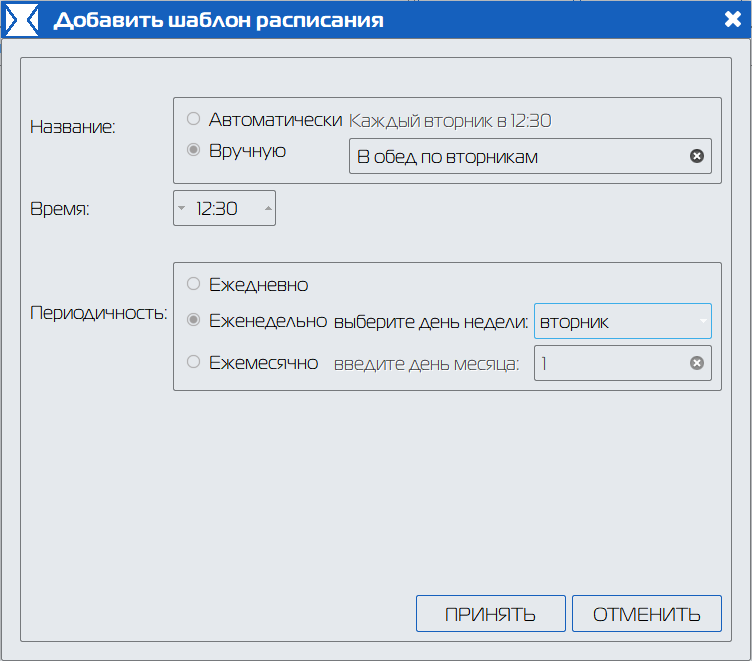 Добавить шаблон расписания
Название:
Автоматически Каждый вторник в 12:30
Вручную В обед по вторникам
Время: 12:30
Периодичность:
Ежедневно
Еженедельно выберите день недели: вторник
Ежемесячно введите день месяца: 1
ПРИНЯТЬ ОТМЕНИТЬ